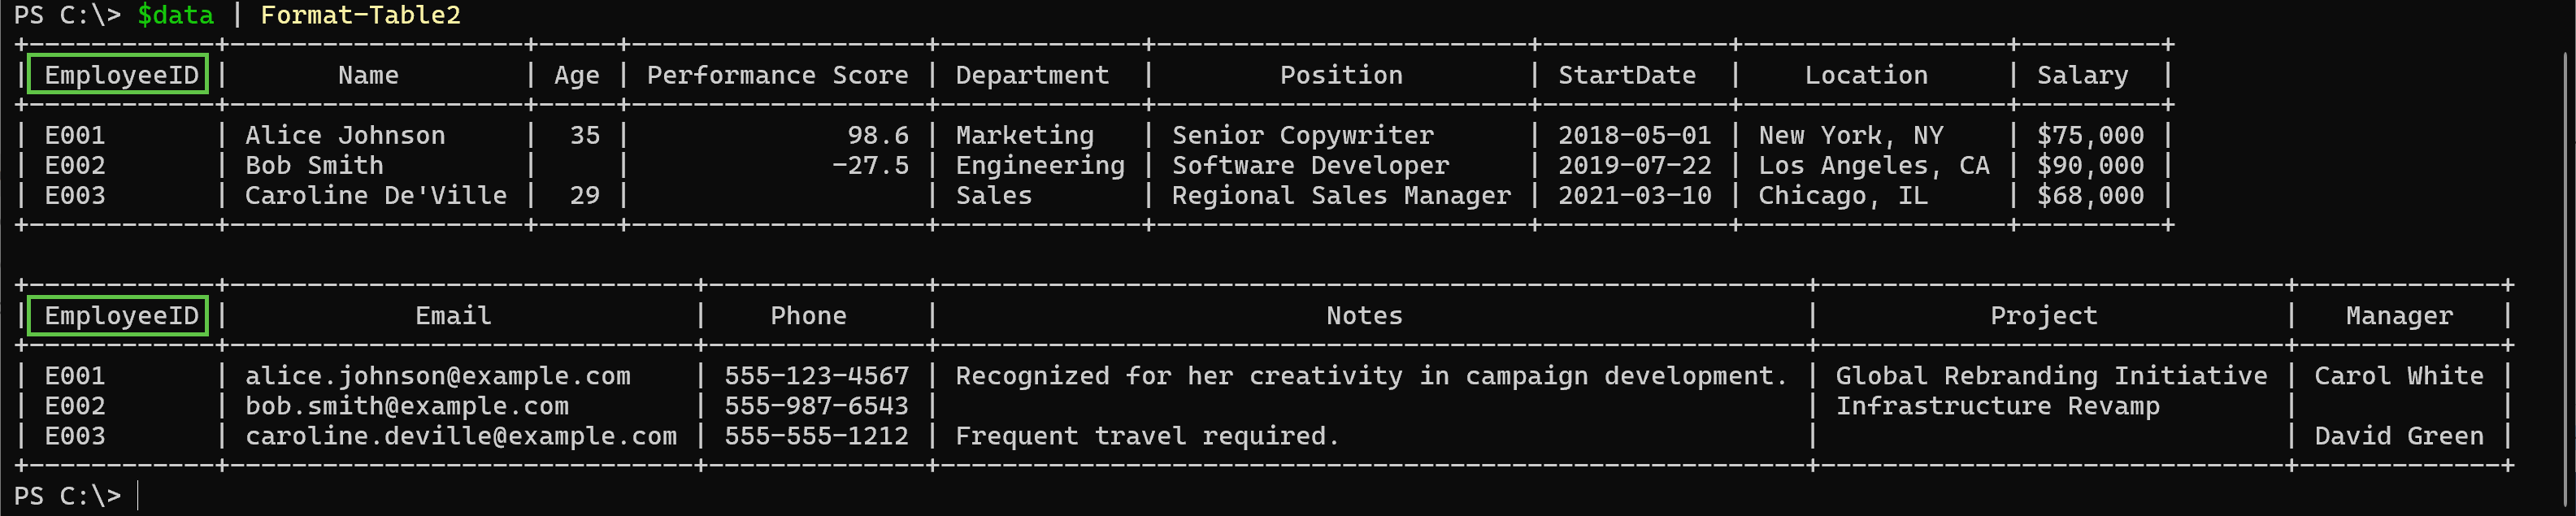 PS C:\> $data | Format-Table2
+------------+-------------------+-----+-------------------+-------------+------------------------+------------+-----------------+---------+
| EmployeeID |       Name        | Age | Performance Score | Department  |        Position        | StartDate  |    Location     | Salary  |
+------------+-------------------+-----+-------------------+-------------+------------------------+------------+-----------------+---------+
| E001       | Alice Johnson     |  35 |              98.6 | Marketing   | Senior Copywriter      | 2018-05-01 | New York, NY    | $75,000 |
| E002       | Bob Smith         |     |             -27.5 | Engineering | Software Developer     | 2019-07-22 | Los Angeles, CA | $90,000 |
| E003       | Caroline De'Ville |  29 |                   | Sales       | Regional Sales Manager | 2021-03-10 | Chicago, IL     | $68,000 |
+------------+-------------------+-----+-------------------+-------------+------------------------+------------+-----------------+---------+
+------------+------------------------------+--------------+--------------------------------------------------------+------------------------------+-------------+
| EmployeeID |            Email             |    Phone     |                         Notes                          |           Project            |   Manager   |
+------------+------------------------------+--------------+--------------------------------------------------------+------------------------------+-------------+
| E001       | alice.johnson@example.com    | 555-123-4567 | Recognized for her creativity in campaign development. | Global Rebranding Initiative | Carol White |
| E002       | bob.smith@example.com        | 555-987-6543 |                                                        | Infrastructure Revamp        |             |
| E003       | caroline.deville@example.com | 555-555-1212 | Frequent travel required.                              |                              | David Green |
+------------+------------------------------+--------------+--------------------------------------------------------+------------------------------+-------------+
PS C:\>